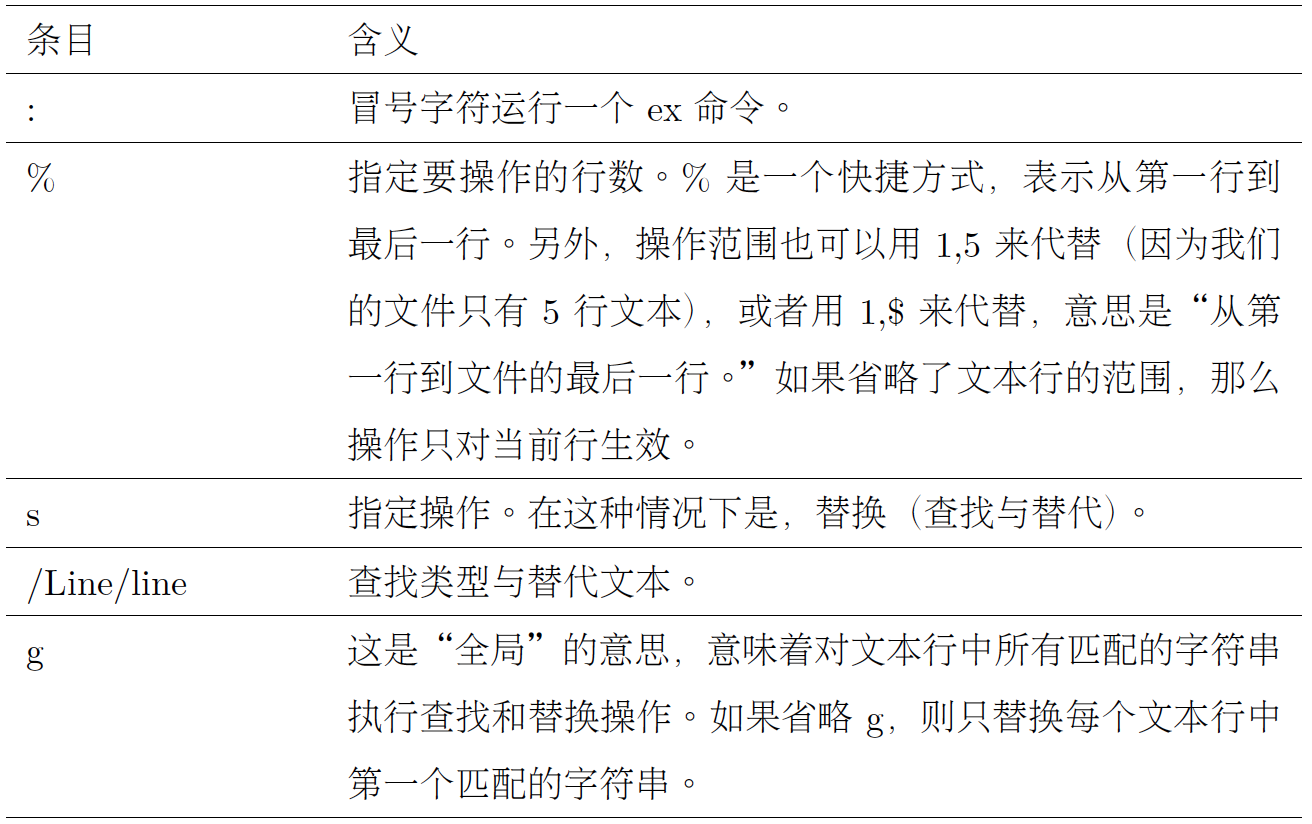 条目 含义
: 冒号字符运行一个 ex 命令。
% 指定要操作的行数。% 是一个快捷方式，表示从第一行到
最后一行。另外，操作范围也可以用 1,5 来代替（因为我们
的文件只有 5 行文本），或者用 1,$ 来代替，意思是“从第
一行到文件的最后一行。”如果省略了文本行的范围，那么
操作只对当前行生效。
s 指定操作。在这种情况下是，替换（查找与替代）。
/Line/line 查找类型与替代文本。
g 这是“全局”的意思，意味着对文本行中所有匹配的字符串
执行查找和替换操作。如果省略 g，则只替换每个文本行中
第一个匹配的字符串。